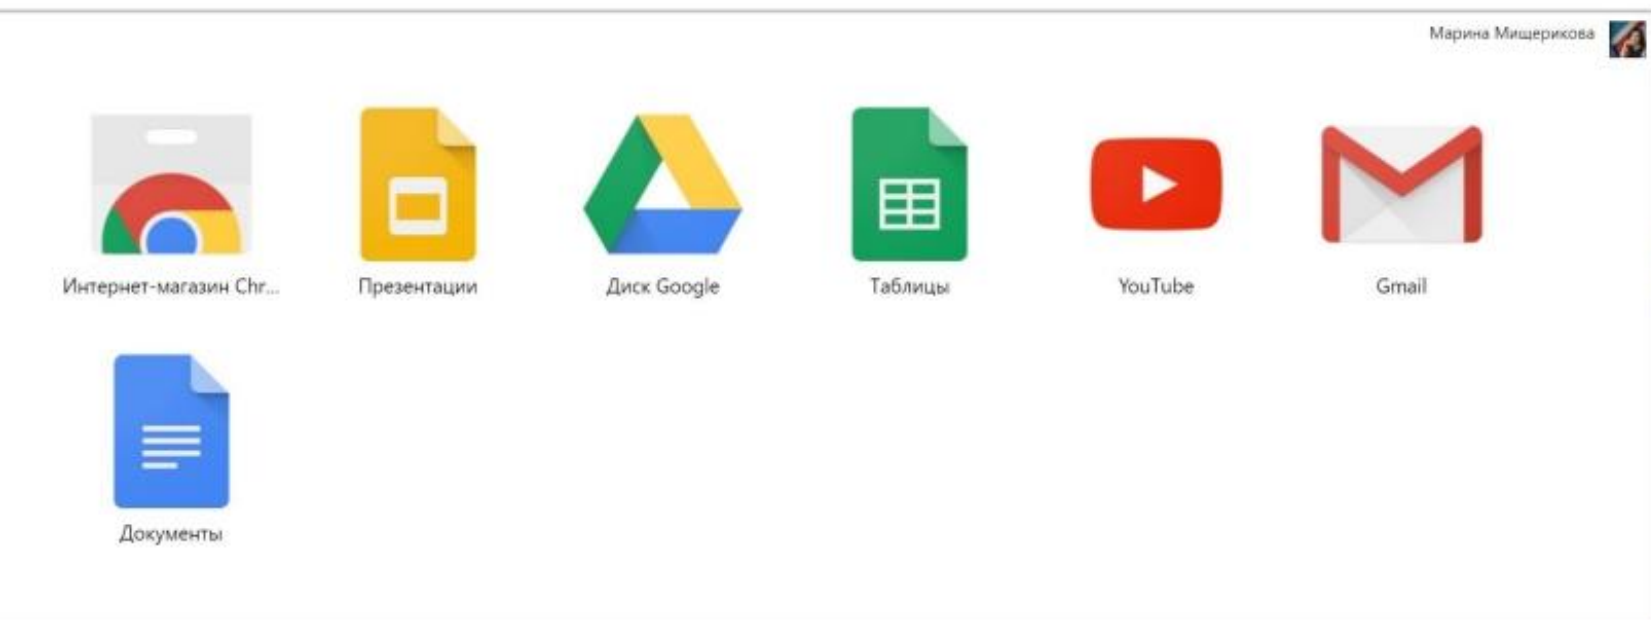 Марина Мищерикова
Интернет-магазин Chr...
Презентации
Диск Google
Таблицы
YouTube
Gmail
Документы